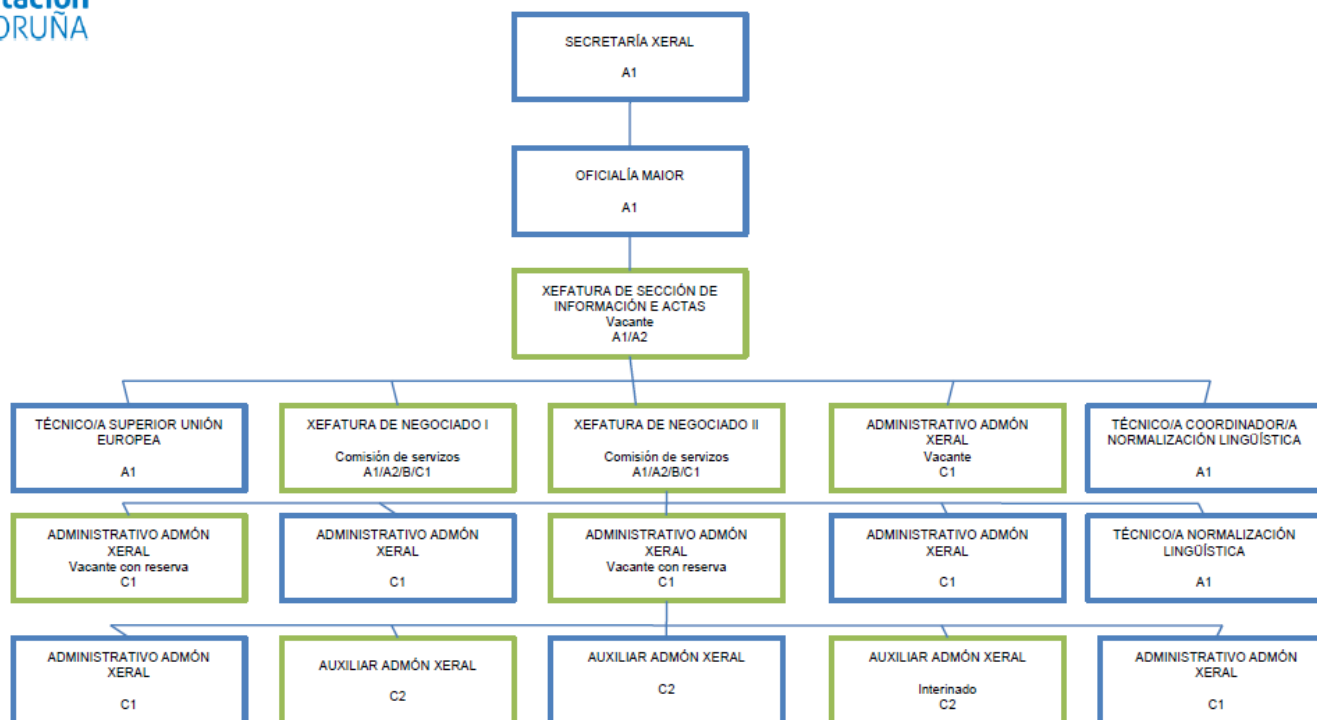 ORUÑA
SECRETARÍA XERAL
A1
OFICIALÍA MAIOR
A1
XEFATURA DE SECCIÓN DE
INFORMACIÓN E ACTAS
Vacante
A1/A2
TÉCNICO/A SUPERIOR UNIÓN
EUROPEA
A1
XEFATURA DE NEGOCIADO I
Comisión de servizos
A1/A2/B/C1
XEFATURA DE NEGOCIADO II
Comisión de servizos
A1/A2/B/C1
ADMINISTRATIVO ADMÓN
XERAL
Vacante
C1
TÉCNICO/A COORDINADOR/A
NORMALIZACIÓN LINGÜÍSTICA
A1
ADMINISTRATIVO ADMÓN
XERAL
Vacante con reserva
C1
ADMINISTRATIVO ADMÓN
XERAL
C1
ADMINISTRATIVO ADMÓN
XERAL
Vacante con reserva
C1
ADMINISTRATIVO ADMÓN
XERAL
C1
TÉCNICO/A NORMALIZACIÓN
LINGÜÍSTICA
A1
ADMINISTRATIVO ADMÓN
XERAL
C1
AUXILIAR ADMÓN XERAL
C2
AUXILIAR ADMÓN XERAL
C2
AUXILIAR ADMÓN XERAL
Interinado
C2
ADMINISTRATIVO ADMÓN
XERAL
C1